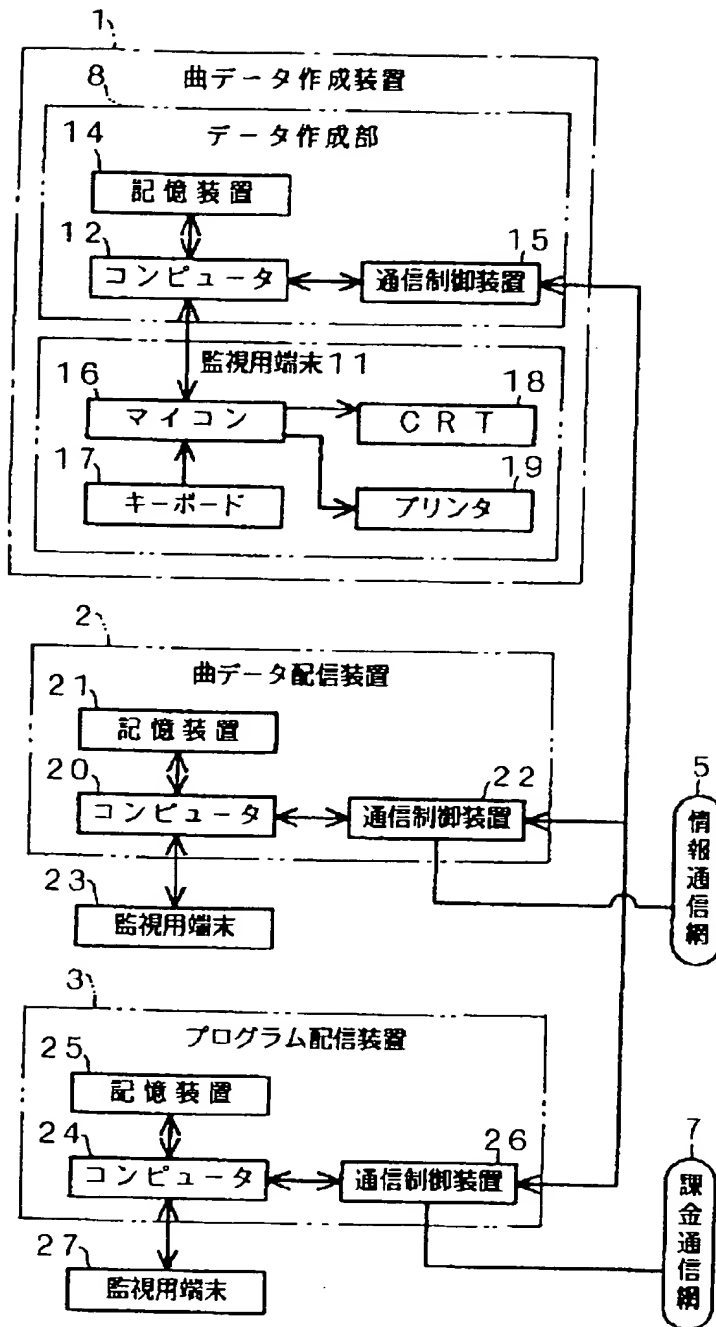 1
曲データ作成装置
8
データ作成部
14
記憶装置
12
コンピュータ
15
通信制御装置
監視用端末11
16
マイコン
18
CRT
17
キーボード
19
プリンタ
2
曲データ配信装置
21
記憶装置
20
コンピュータ
22
通信制御装置
23
監視用端末
5
情報通信網
3
プログラム配信装置
25
記憶装置
24
コンピュータ
26
通信制御装置
27
監視用端末
7
課金通信網